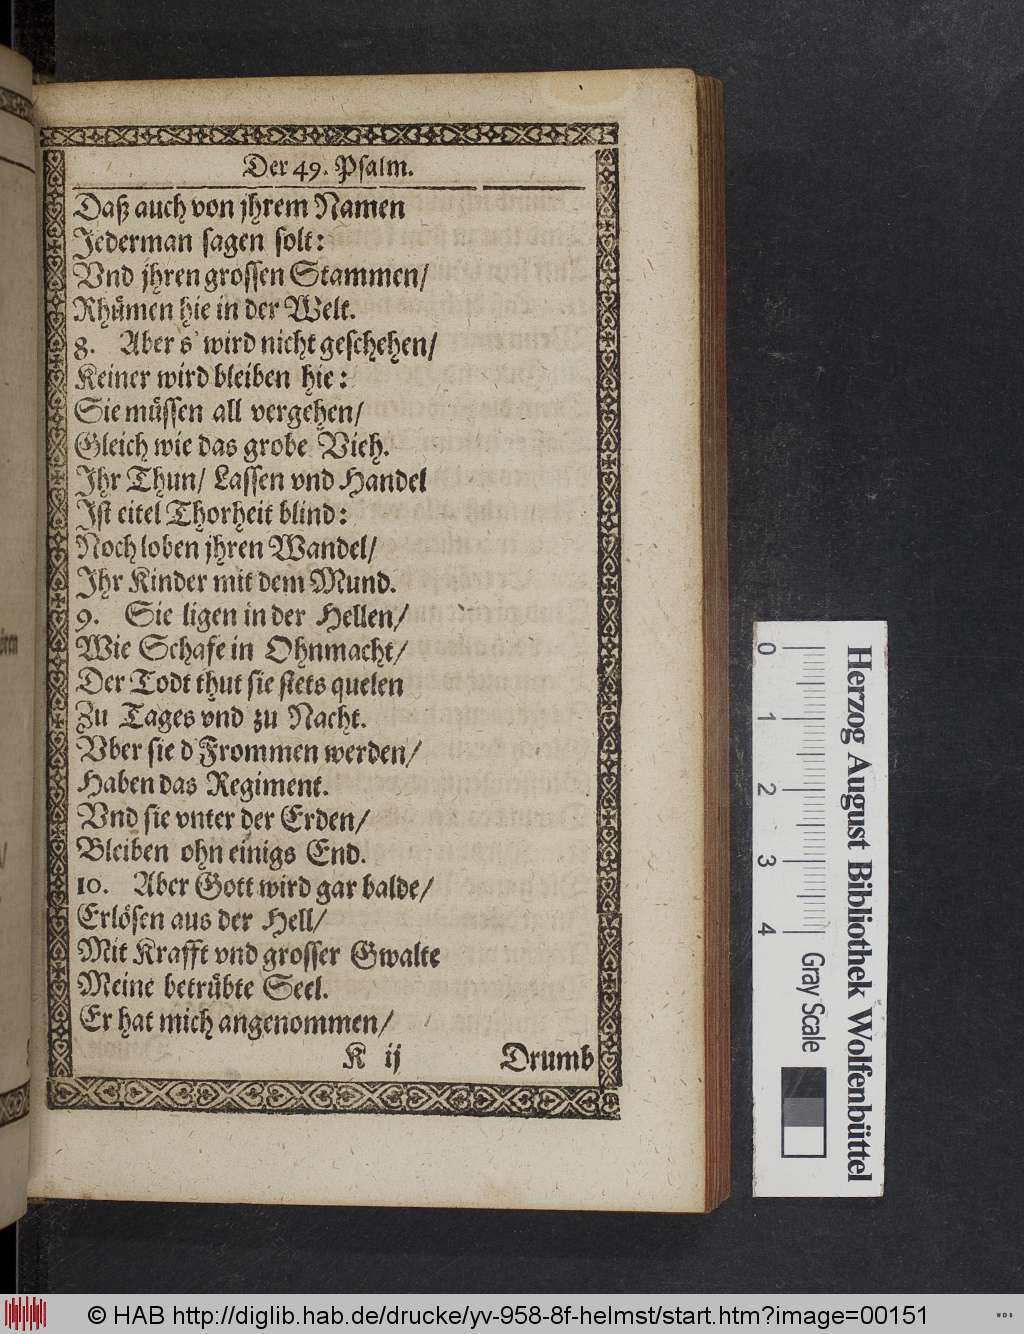 Der 49. Psalm.
Daß auch von jhrem Namen
Jederman sagen solt:
Vnd jhren grossen Stammen/
Rhümen hie in der Welt.
8. Aber s' wird nicht geschehen/
Keiner wird bleiben hie:
Sie müssen all vergehen/
Gleich wie das grobe Vieh.
Jhr Thun/ Lassen vnd Handel
Jst eitel Thorheit blind:
Noch loben jhren Wandel/
Jhr Kinder mit dem Mund.
9. Sie ligen in der Hellen/
Wie Schafe in Ohnmacht/
Der Todt thut sie stets quelen
Zu Tages vnd zu Nacht.
Vber sie d' Frommen werden/
Haben das Regiment.
Vnd sie vnter der Erden/
Bleiben ohn einigs End.
10. Aber Gott wird gar balde/
Erlösen aus der Hell/
Mit Krafft vnd grosser Gwalte
Meine betrübte Seel.
Er hat mich angenommen/
K ij Drumb
0 1 2 3 4
Gray Scale
Herzog August Bibliothek Wolfenbüttel
© HAB http://diglib.hab.de/drucke/yv-958-8f-helmst/start.htm?image=00151